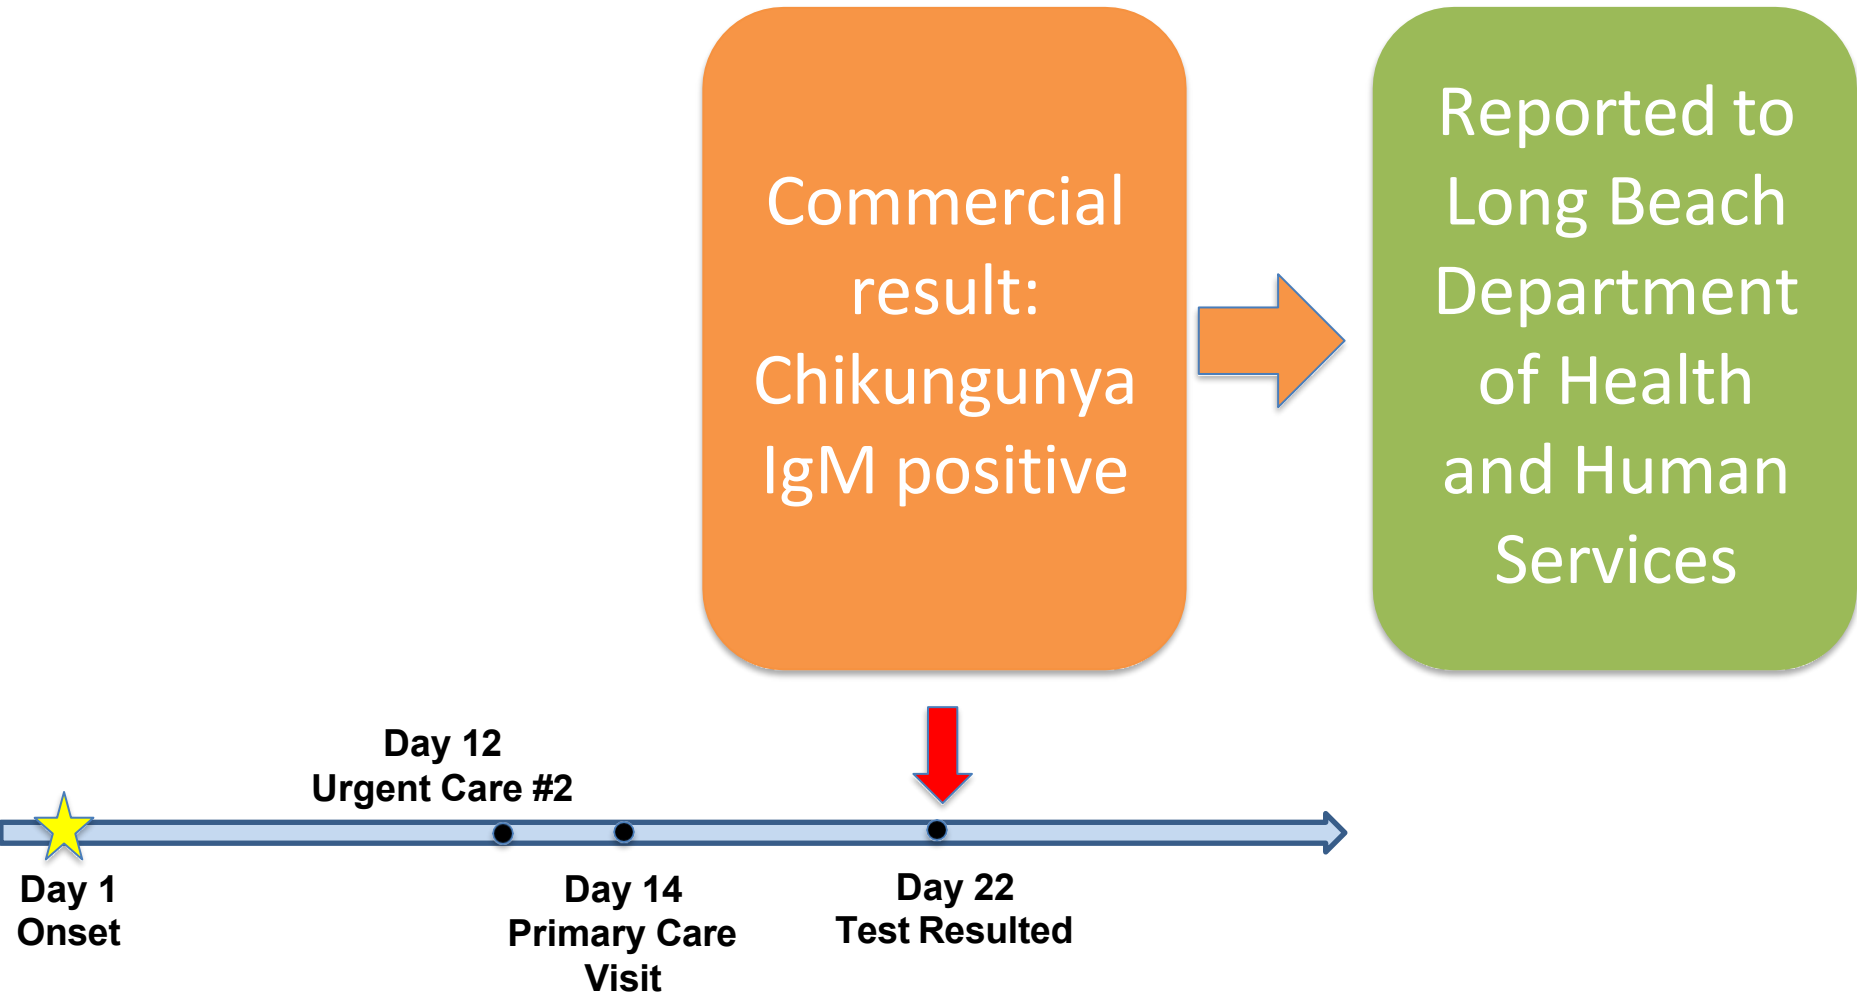 Commercial
result:
Chikungunya
IgM positive
Reported to
Long Beach
Department
of Health
and Human
Services
Day 12
Urgent Care #2
Day 1
Onset
Day 14
Primary Care
Visit
Day 22
Test Resulted